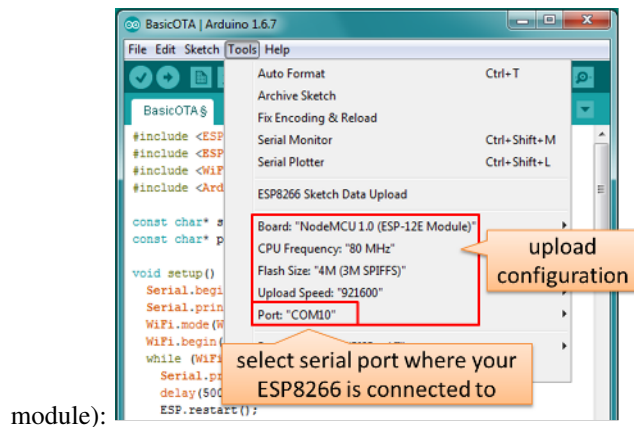 BasicOTA | Arduino 1.6.7
File Edit Sketch Tools Help
Auto Format Ctrl+T
Archive Sketch
Fix Encoding & Reload
Serial Monitor Ctrl+Shift+M
Serial Plotter Ctrl+Shift+L
ESP8266 Sketch Data Upload
Board: "NodeMCU 1.0 (ESP-12E Module)"
CPU Frequency: "80 MHz"
Flash Size: "4M (3M SPIFFS)"
Upload Speed: "921600"
Port: "COM10"
upload
configuration
select serial port where your
ESP8266 is connected to
BasicOTA§
#include <ESP
#include <ESP
#include <WiF
#include <Ard
const char* s
const char* p
void setup()
Serial.begi
Serial.prin
WiFi.mode(W
WiFi.begin(
while (WiFi
Serial.pr
delay(500
ESP.restart();
module):